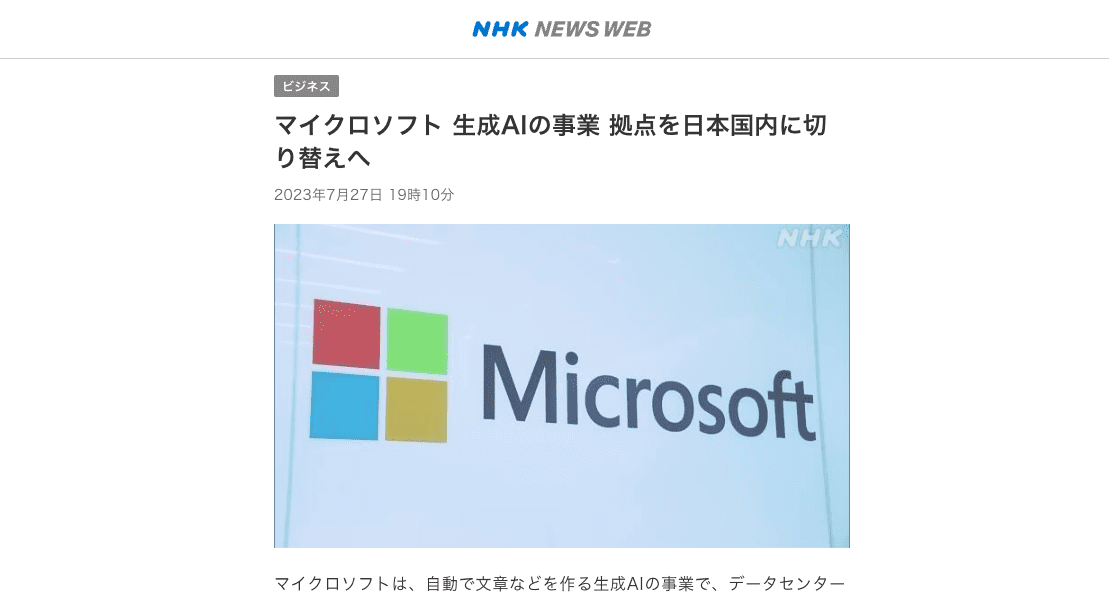 NHK NEWS WEB
ビジネス
マイクロソフト 生成AIの事業 拠点を日本国内に切
り替えへ
2023年7月27日 19時10分
NHK
Microsoft
マイクロソフトは、自動で文章などを作る生成AIの事業で、データセンター